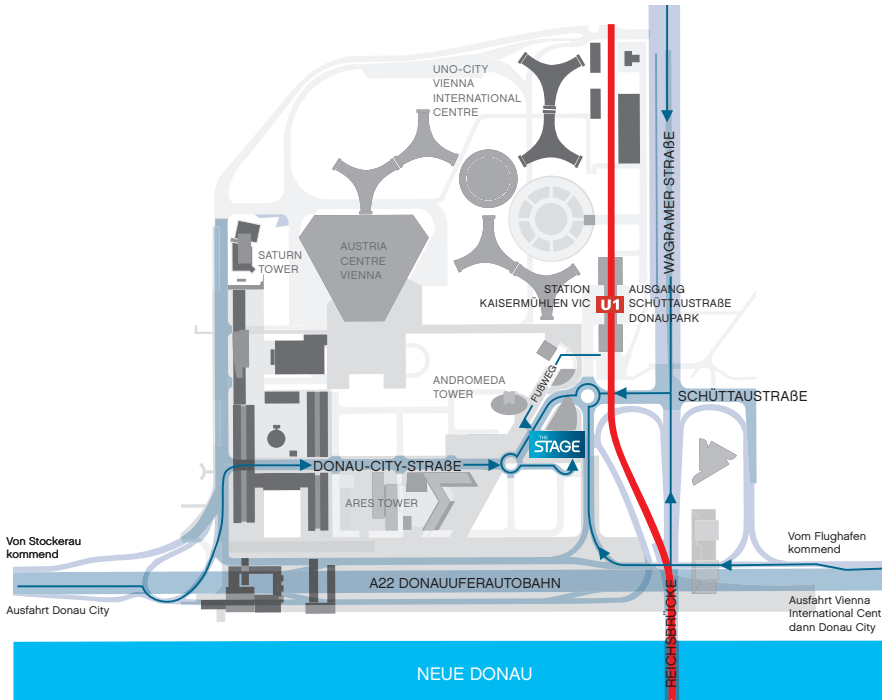 UNO-CITY
VIENNA
INTERNATIONAL
CENTRE
WAGRAMER STRAßE
SATURN
TOWER
AUSTRIA
CENTRE
VIENNA
STATION
KAISERMÜHLEN VIC
U1
AUSGANG
SCHÜTTAUSTRAßE
DONAUPARK
ANDROMEDA
TOWER
FUßWEG
SCHÜTTAUSTRAßE
THE
STAGE
DONAU-CITY-STRAßE
ARES TOWER
Von Stockerau
kommend
Vom Flughafen
kommend
A22 DONAUUFERAUTOBAHN
Ausfahrt Donau City
Ausfahrt Vienna
International Cent
dann Donau City
REICHSBRÜCKE
NEUE DONAU